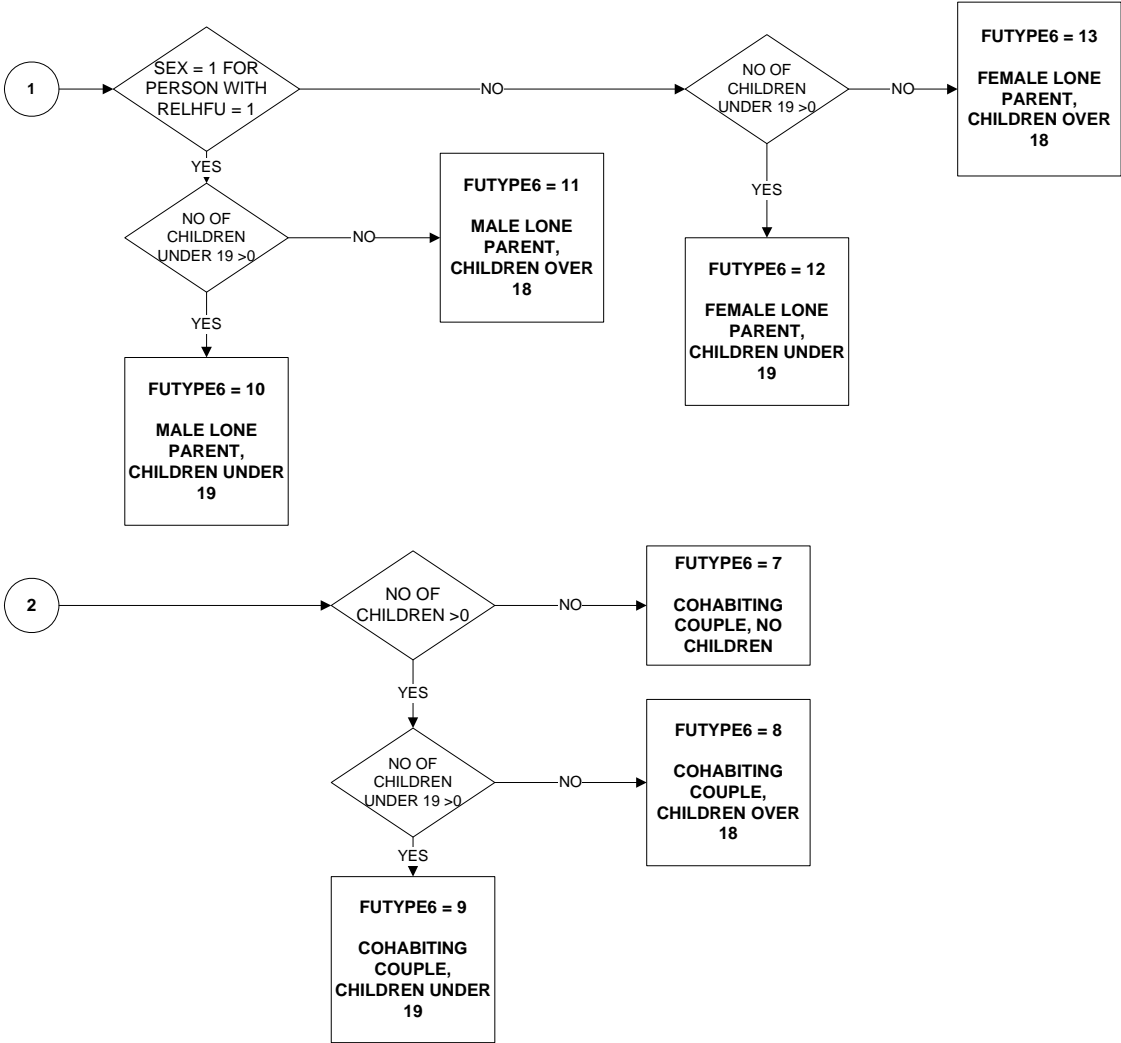 1
SEX = 1 FOR
PERSON WITH
RELHFU = 1
NO
NO OF
CHILDREN
UNDER 19 >0
NO
FUTYPE6 = 13
FEMALE LONE
PARENT,
CHILDREN OVER
18
YES
NO OF
CHILDREN
UNDER 19 >0
NO
FUTYPE6 = 11
MALE LONE
PARENT,
CHILDREN OVER
18
YES
FUTYPE6 = 12
FEMALE LONE
PARENT,
CHILDREN UNDER
19
YES
FUTYPE6 = 10
MALE LONE
PARENT,
CHILDREN UNDER
19
2
NO OF
CHILDREN >0
NO
FUTYPE6 = 7
COHABITING
COUPLE, NO
CHILDREN
YES
NO OF
CHILDREN
UNDER 19 >0
NO
FUTYPE6 = 8
COHABITING
COUPLE,
CHILDREN OVER
18
YES
FUTYPE6 = 9
COHABITING
COUPLE,
CHILDREN UNDER
19